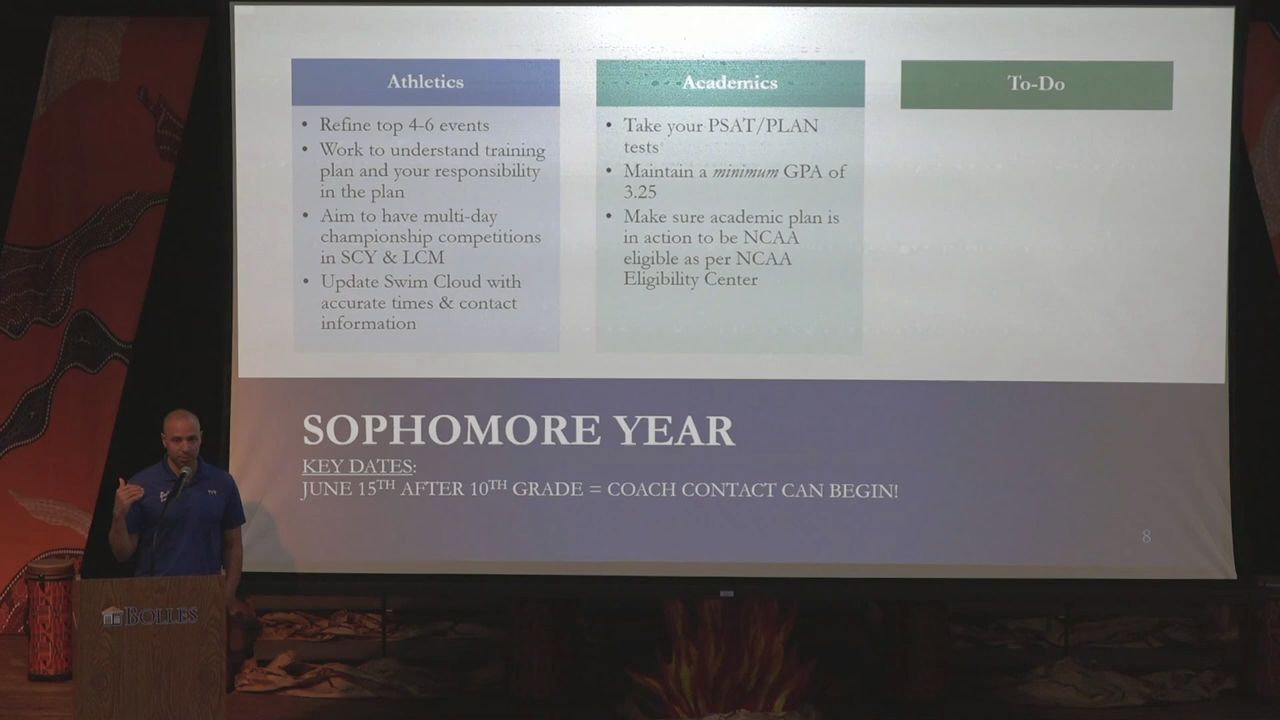 Athletics
• Refine top 4-6 events
• Work to understand training
plan and your responsibility
in the plan
• Aim to have multi-day
championship competitions
in SCY & LCM
• Update Swim Cloud with
accurate times & contact
information
Academics
• Take your PSAT/PLAN
tests
• Maintain a minimum GPA of
3.25
• Make sure academic plan is
in action to be NCAA
eligible as per NCAA
Eligibility Center
To-Do
SOPHOMORE YEAR
KEY DATES:
JUNE 15TH AFTER 10TH GRADE = COACH CONTACT CAN BEGIN!
8
BOLLES